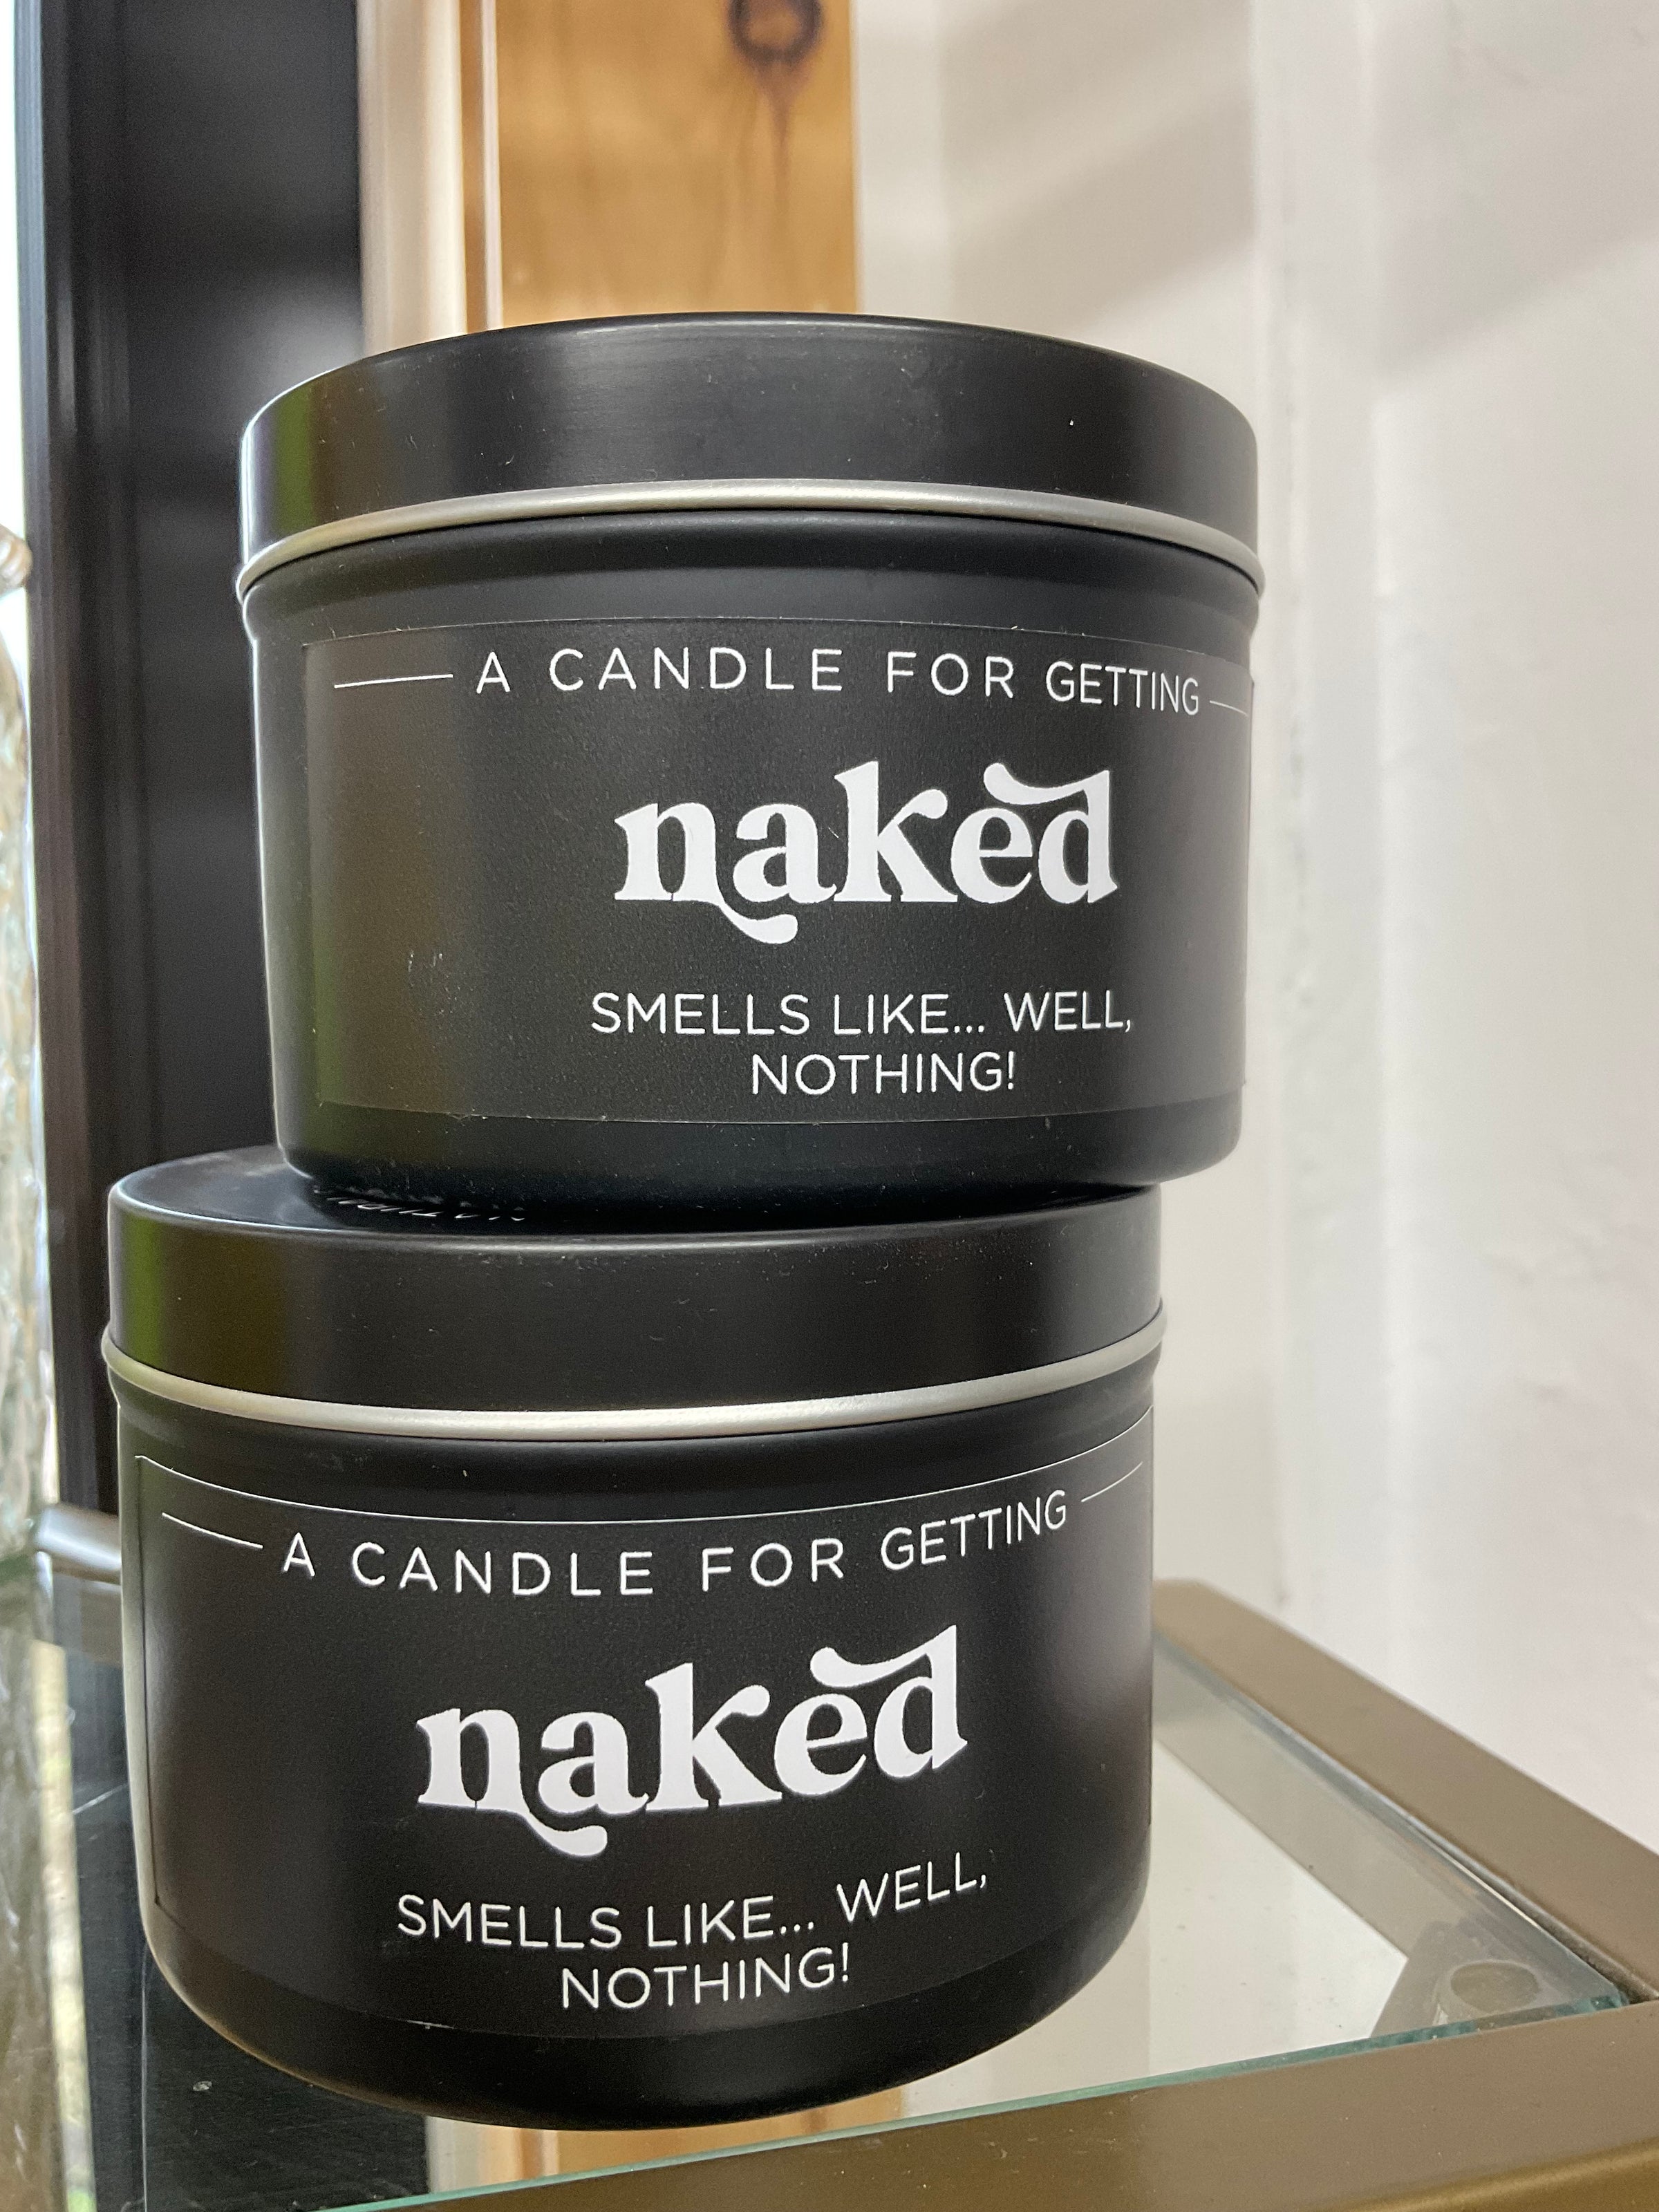 A CANDLE FOR GETTING
naked
SMELLS LIKE... WELL,
NOTHING!
A CANDLE FOR GETTING
naked
SMELLS LIKE... WELL,
NOTHING!